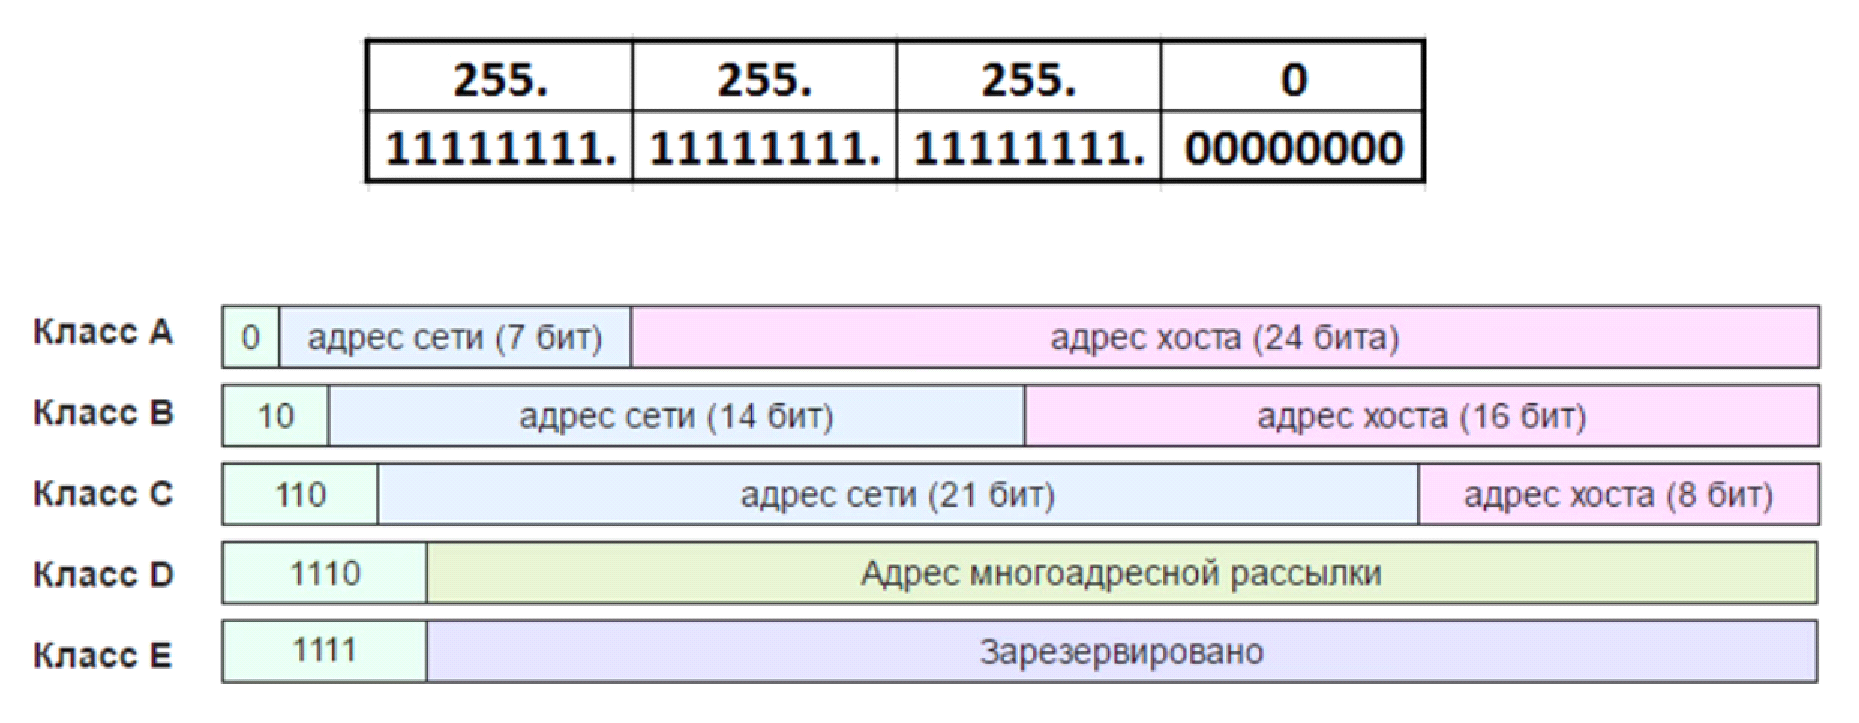 255. 255. 255. 0
11111111. 11111111. 11111111. 00000000
Класс A 0 адрес сети (7 бит) адрес хоста (24 бита)
Класс B 10 адрес сети (14 бит) адрес хоста (16 бит)
Класс C 110 адрес сети (21 бит) адрес хоста (8 бит)
Класс D 1110 Адрес многоадресной рассылки
Класс E 1111 Зарезервировано